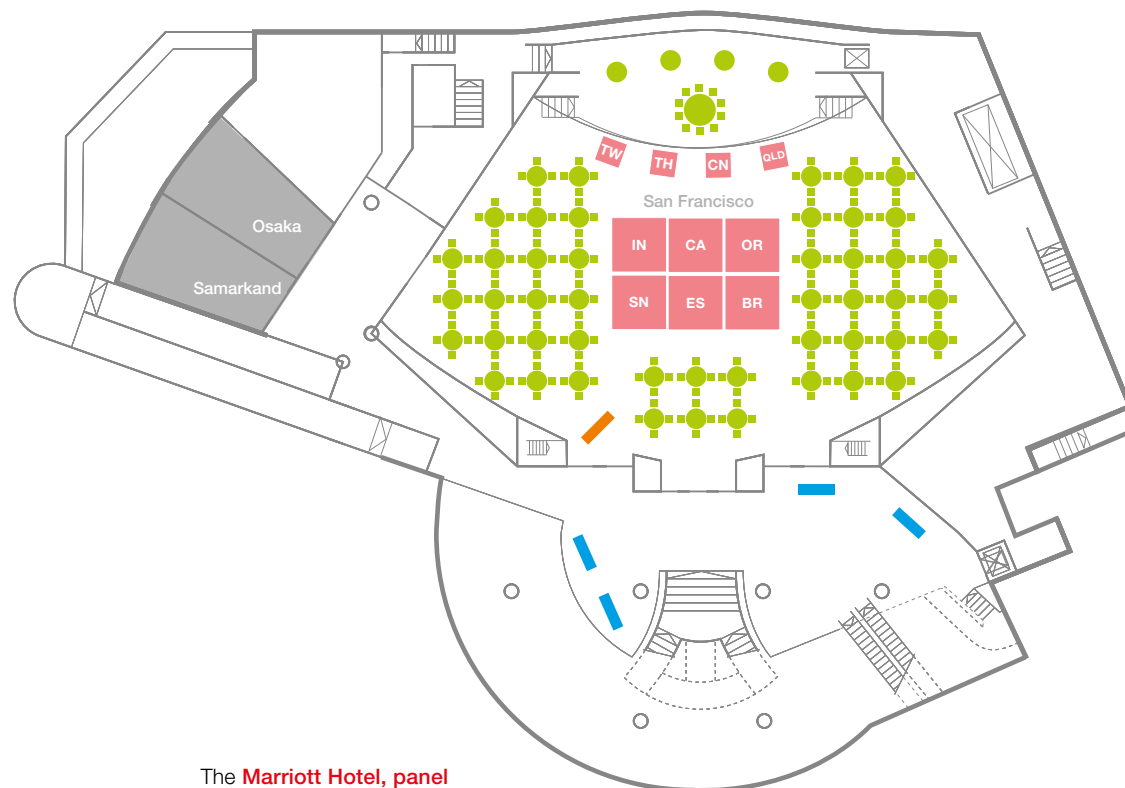 TW
TH
CN
QLD
San Francisco
Osaka
IN CA OR
Samarkand
SN ES BR
The Marriott Hotel, panel